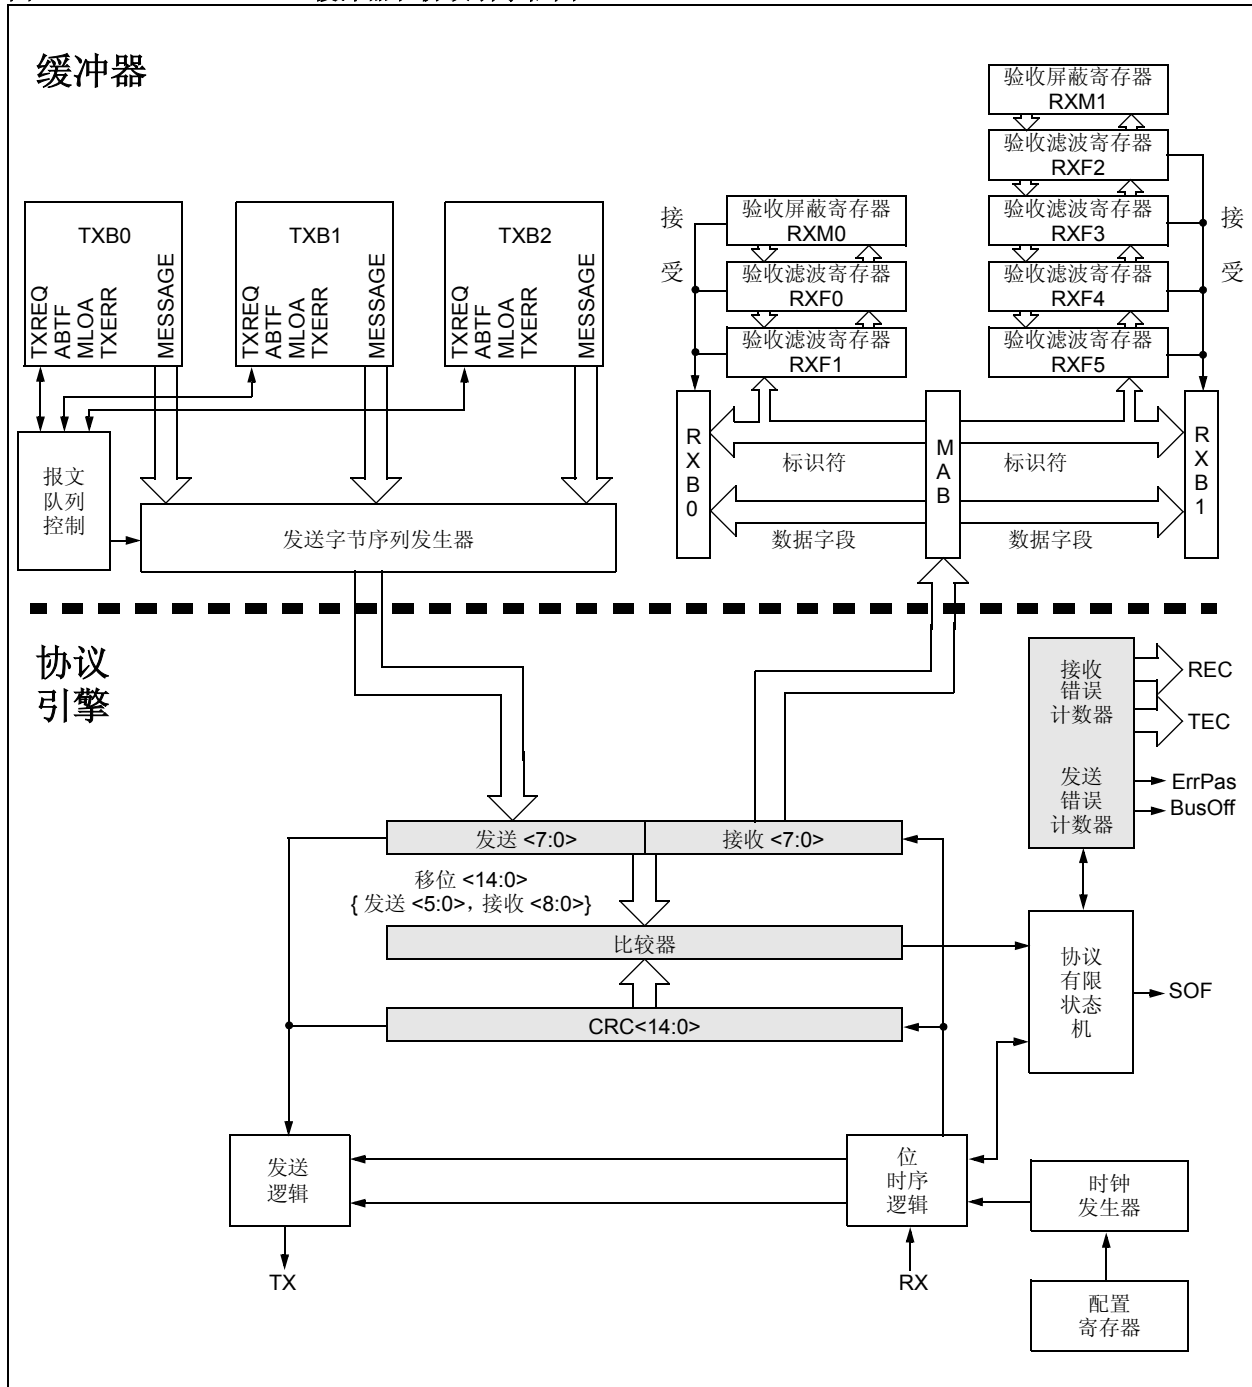 缓冲器
验收屏蔽寄存器
RXM1
验收滤波寄存器
RXF2
验收滤波寄存器
RXF3
验收滤波寄存器
RXF4
验收滤波寄存器
RXF5
接
受
验收屏蔽寄存器
RXM0
验收滤波寄存器
RXF0
验收滤波寄存器
RXF1
接
受
TXB0
TXREQ
ABTF
MLOA
TXERR
MESSAGE
TXB1
TXREQ
ABTF
MLOA
TXERR
MESSAGE
TXB2
TXREQ
ABTF
MLOA
TXERR
MESSAGE
报文
队列
控制
发送字节序列发生器
RXB0
标识符
数据字段
MAB
标识符
数据字段
RXB1
协议
引擎
接收
错误
计数器
发送
错误
计数器
REC
TEC
ErrPas
BusOff
发送 <7:0>
接收 <7:0>
移位 <14:0>
{ 发送 <5:0>，接收 <8:0>}
比较器
CRC<14:0>
协议
有限
状态
机
SOF
发送
逻辑
位
时序
逻辑
时钟
发生器
TX
RX
配置
寄存器